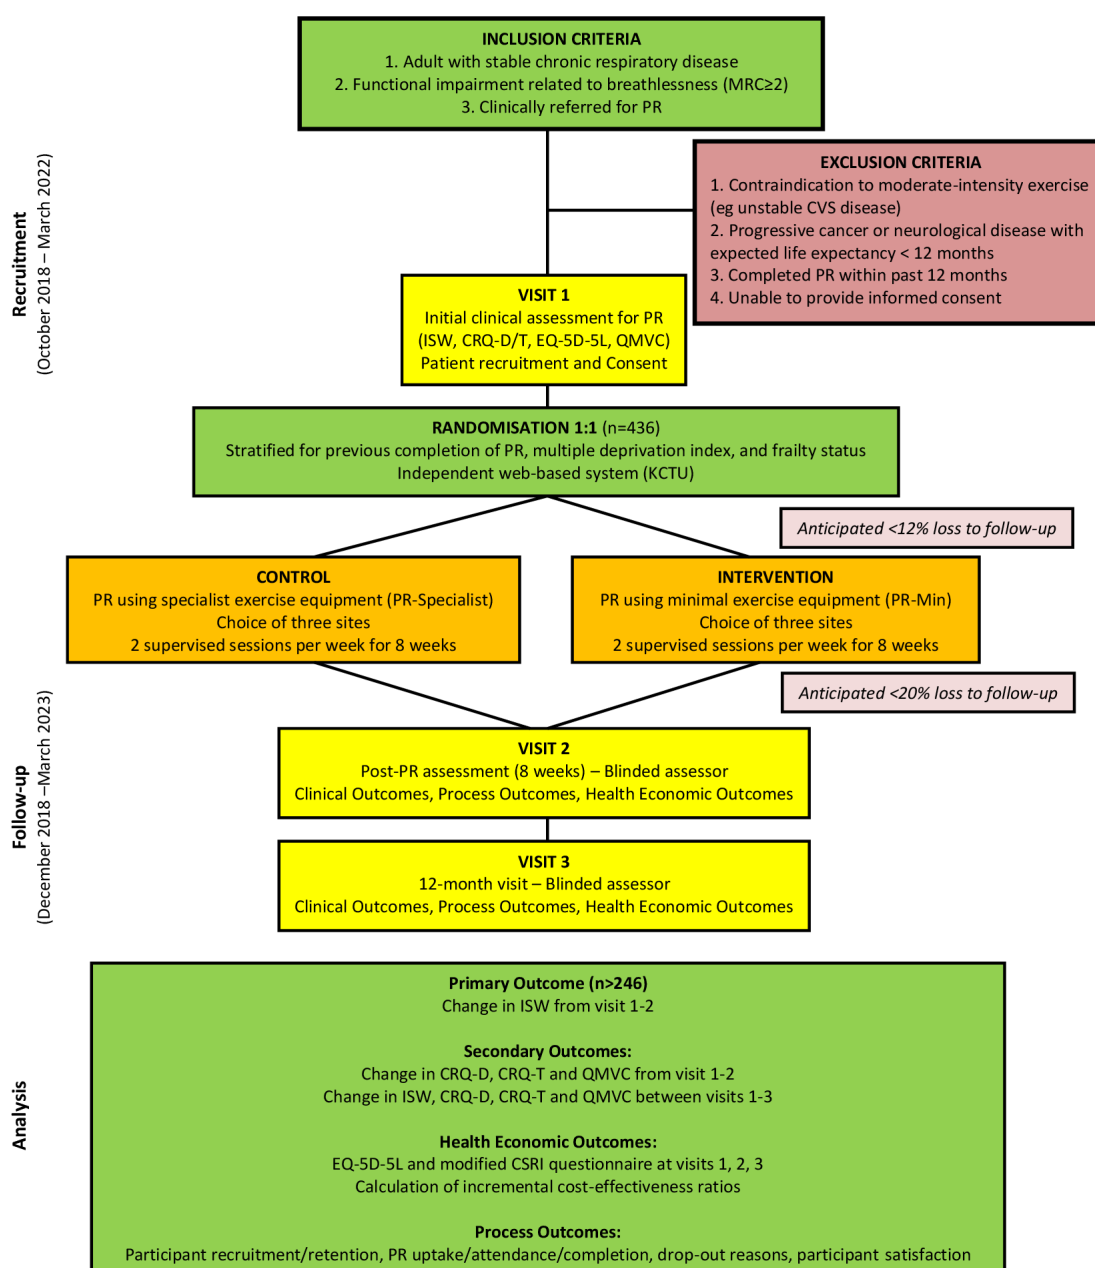 INCLUSION CRITERIA
1. Adult with stable chronic respiratory disease
2. Functional impairment related to breathlessness (MRC≥2)
3. Clinically referred for PR
EXCLUSION CRITERIA
1. Contraindication to moderate-intensity exercise
(eg unstable CVS disease)
2. Progressive cancer or neurological disease with
expected life expectancy < 12 months
3. Completed PR within past 12 months
4. Unable to provide informed consent
Recruitment
(October 2018 – March 2022)
VISIT 1
Initial clinical assessment for PR
(ISW, CRQ-D/T, EQ-5D-5L, QMVC)
Patient recruitment and Consent
RANDOMISATION 1:1 (n=436)
Stratified for previous completion of PR, multiple deprivation index, and frailty status
Independent web-based system (KCTU)
Anticipated <12% loss to follow-up
CONTROL
PR using specialist exercise equipment (PR-Specialist)
Choice of three sites
2 supervised sessions per week for 8 weeks
INTERVENTION
PR using minimal exercise equipment (PR-Min)
Choice of three sites
2 supervised sessions per week for 8 weeks
Anticipated <20% loss to follow-up
Follow-up
(December 2018 –March 2023)
VISIT 2
Post-PR assessment (8 weeks) – Blinded assessor
Clinical Outcomes, Process Outcomes, Health Economic Outcomes
VISIT 3
12-month visit – Blinded assessor
Clinical Outcomes, Process Outcomes, Health Economic Outcomes
Analysis
Primary Outcome (n>246)
Change in ISW from visit 1-2
Secondary Outcomes:
Change in CRQ-D, CRQ-T and QMVC from visit 1-2
Change in ISW, CRQ-D, CRQ-T and QMVC between visits 1-3
Health Economic Outcomes:
EQ-5D-5L and modified CSRI questionnaire at visits 1, 2, 3
Calculation of incremental cost-effectiveness ratios
Process Outcomes:
Participant recruitment/retention, PR uptake/attendance/completion, drop-out reasons, participant satisfaction